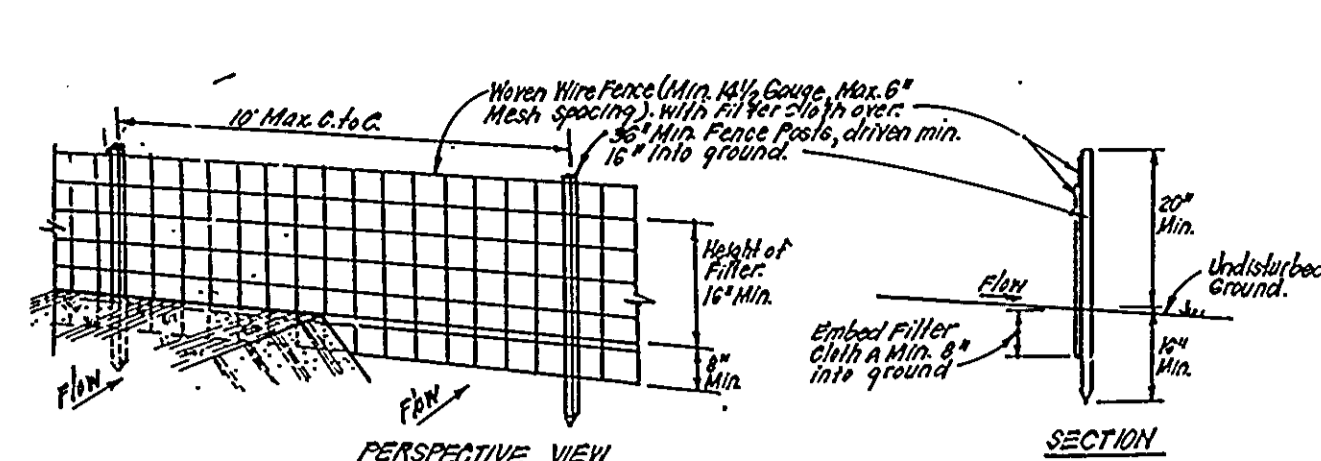 Woven Wire Fence (Min. 14½ Gauge, Max. 6"
Mesh Spacing). with Filter cloth over.
36" Min. Fence Posts, driven min.
16" into ground.
10' Max. C. to C.
Height of
Filter.
16" Min.
8"
Min.
Flow
Flow
PERSPECTIVE VIEW
20"
Min.
Undisturbed
Ground.
Flow
Embed Filter
Cloth A Min. 8"
into ground
16"
Min.
SECTION